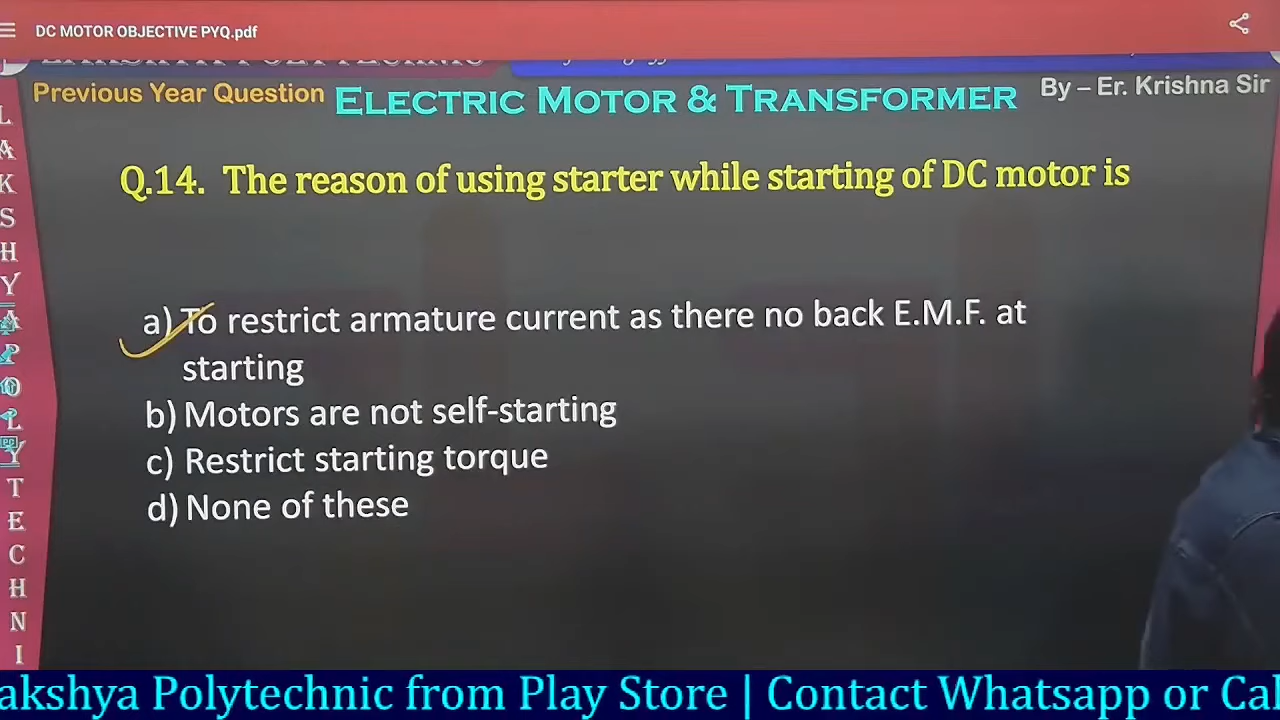 DC MOTOR OBJECTIVE PYQ.pdf
Previous Year Question
ELECTRIC MOTOR & TRANSFORMER
By – Er. Krishna Sir
Q.14. The reason of using starter while starting of DC motor is
a) To restrict armature current as there no back E.M.F. at
starting
b) Motors are not self-starting
c) Restrict starting torque
d) None of these
L
A
K
S
H
Y
A
P
O
L
Y
T
E
C
H
N
I
akshya Polytechnic from Play Store | Contact Whatsapp or Cal